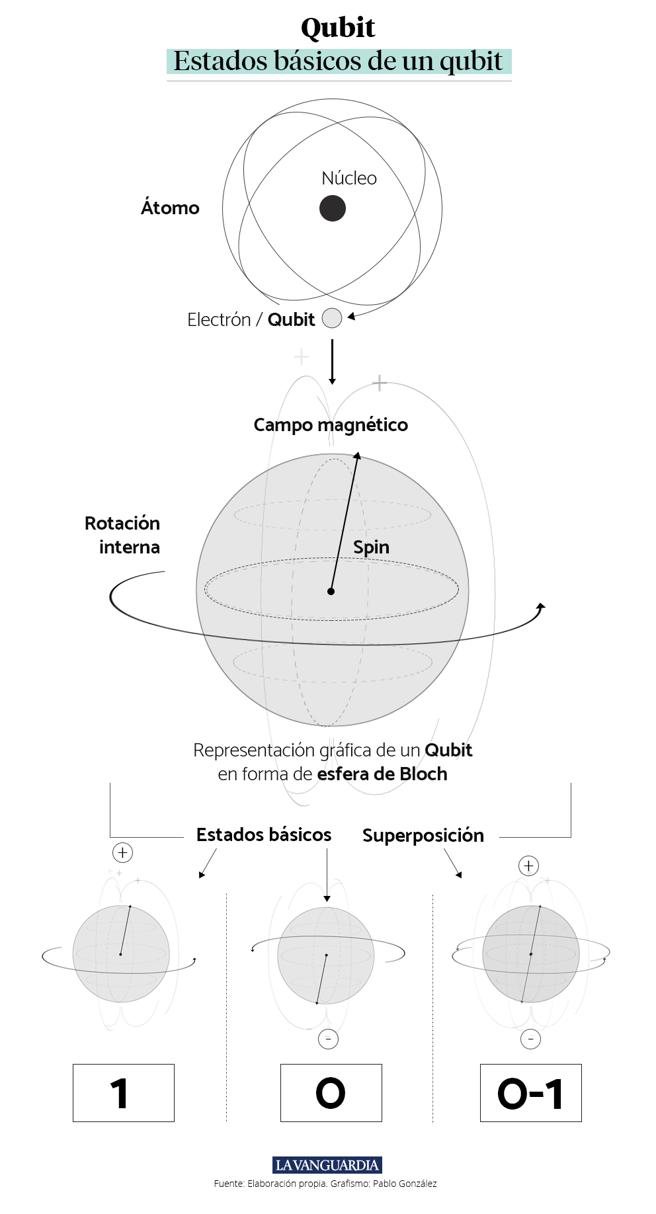 Qubit
Estados básicos de un qubit
Núcleo
Átomo
Electrón / Qubit
+
+
Campo magnético
Rotación
interna
Spin
Representación gráfica de un Qubit
en forma de esfera de Bloch
Estados básicos
Superposición
+
+
-
-
1
0
0-1
LA VANGUARDIA
Fuente: Elaboración propia. Grafismo: Pablo González